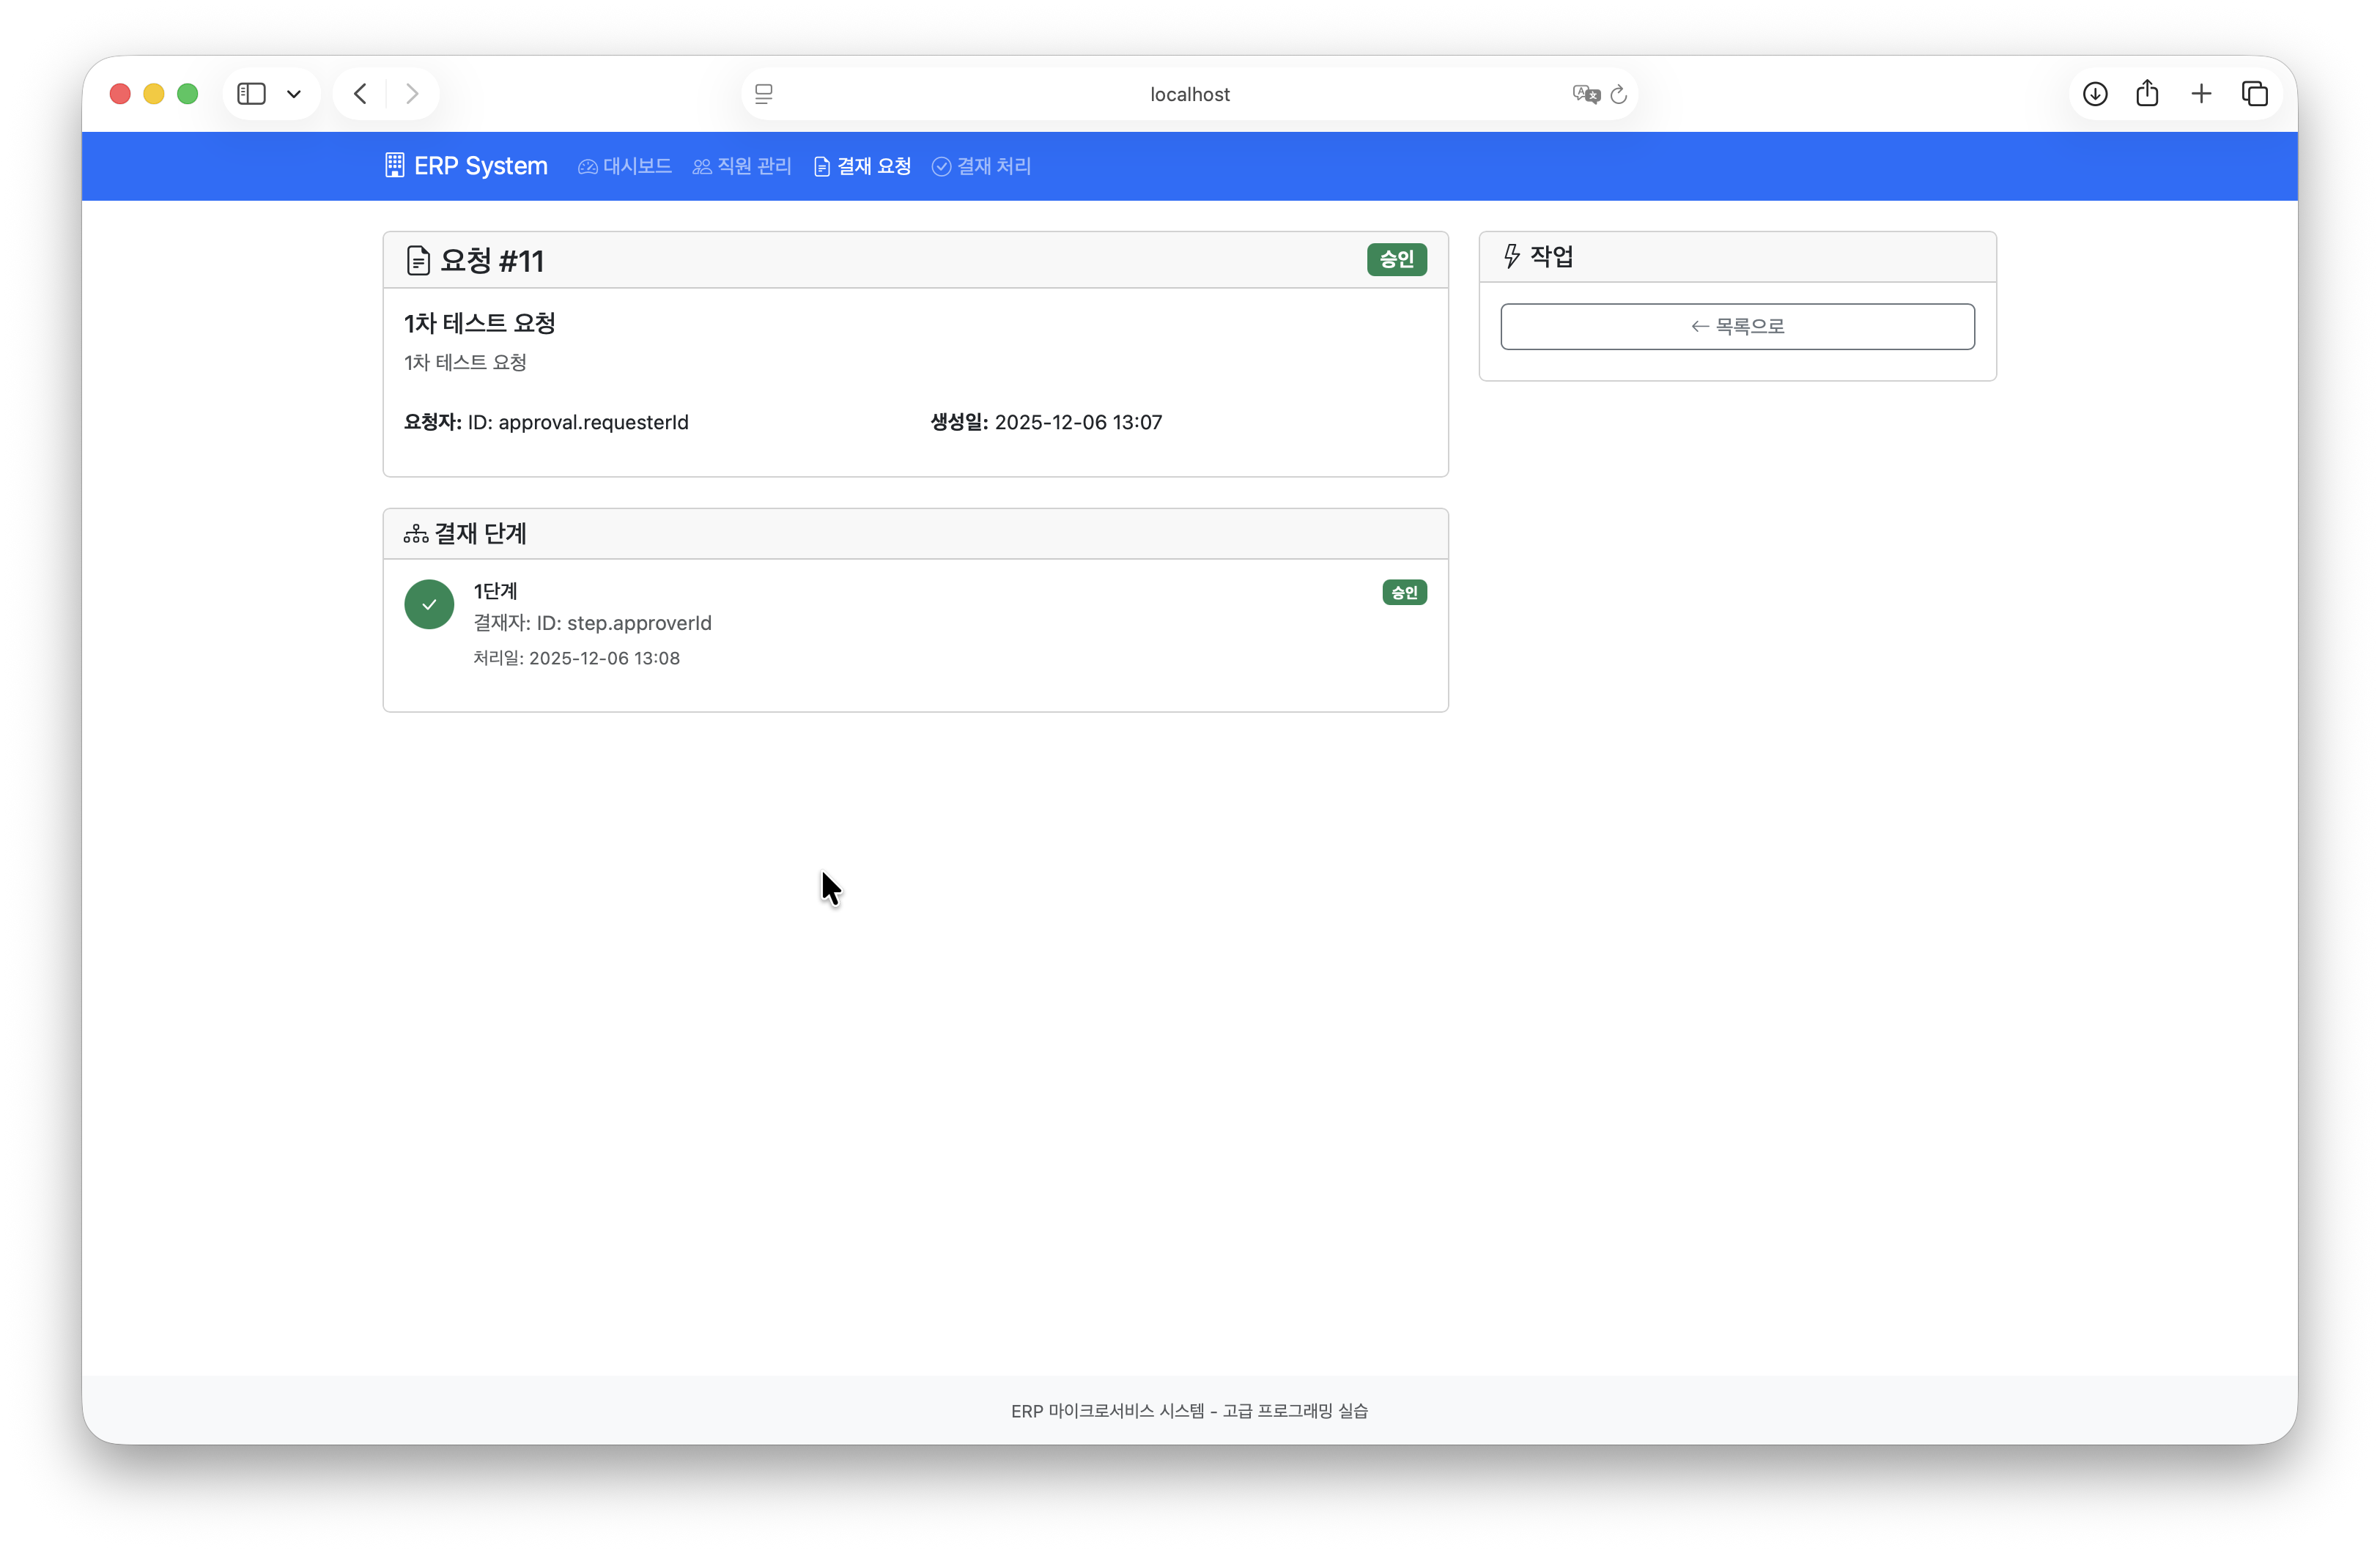 localhost
ERP System 대시보드 직원 관리 결재 요청 결재 처리
요청 #11 승인
1차 테스트 요청
1차 테스트 요청
요청자: ID: approval.requesterId 생성일: 2025-12-06 13:07
작업
← 목록으로
결재 단계
1단계 승인
결재자: ID: step.approverId
처리일: 2025-12-06 13:08
ERP 마이크로서비스 시스템 - 고급 프로그래밍 실습